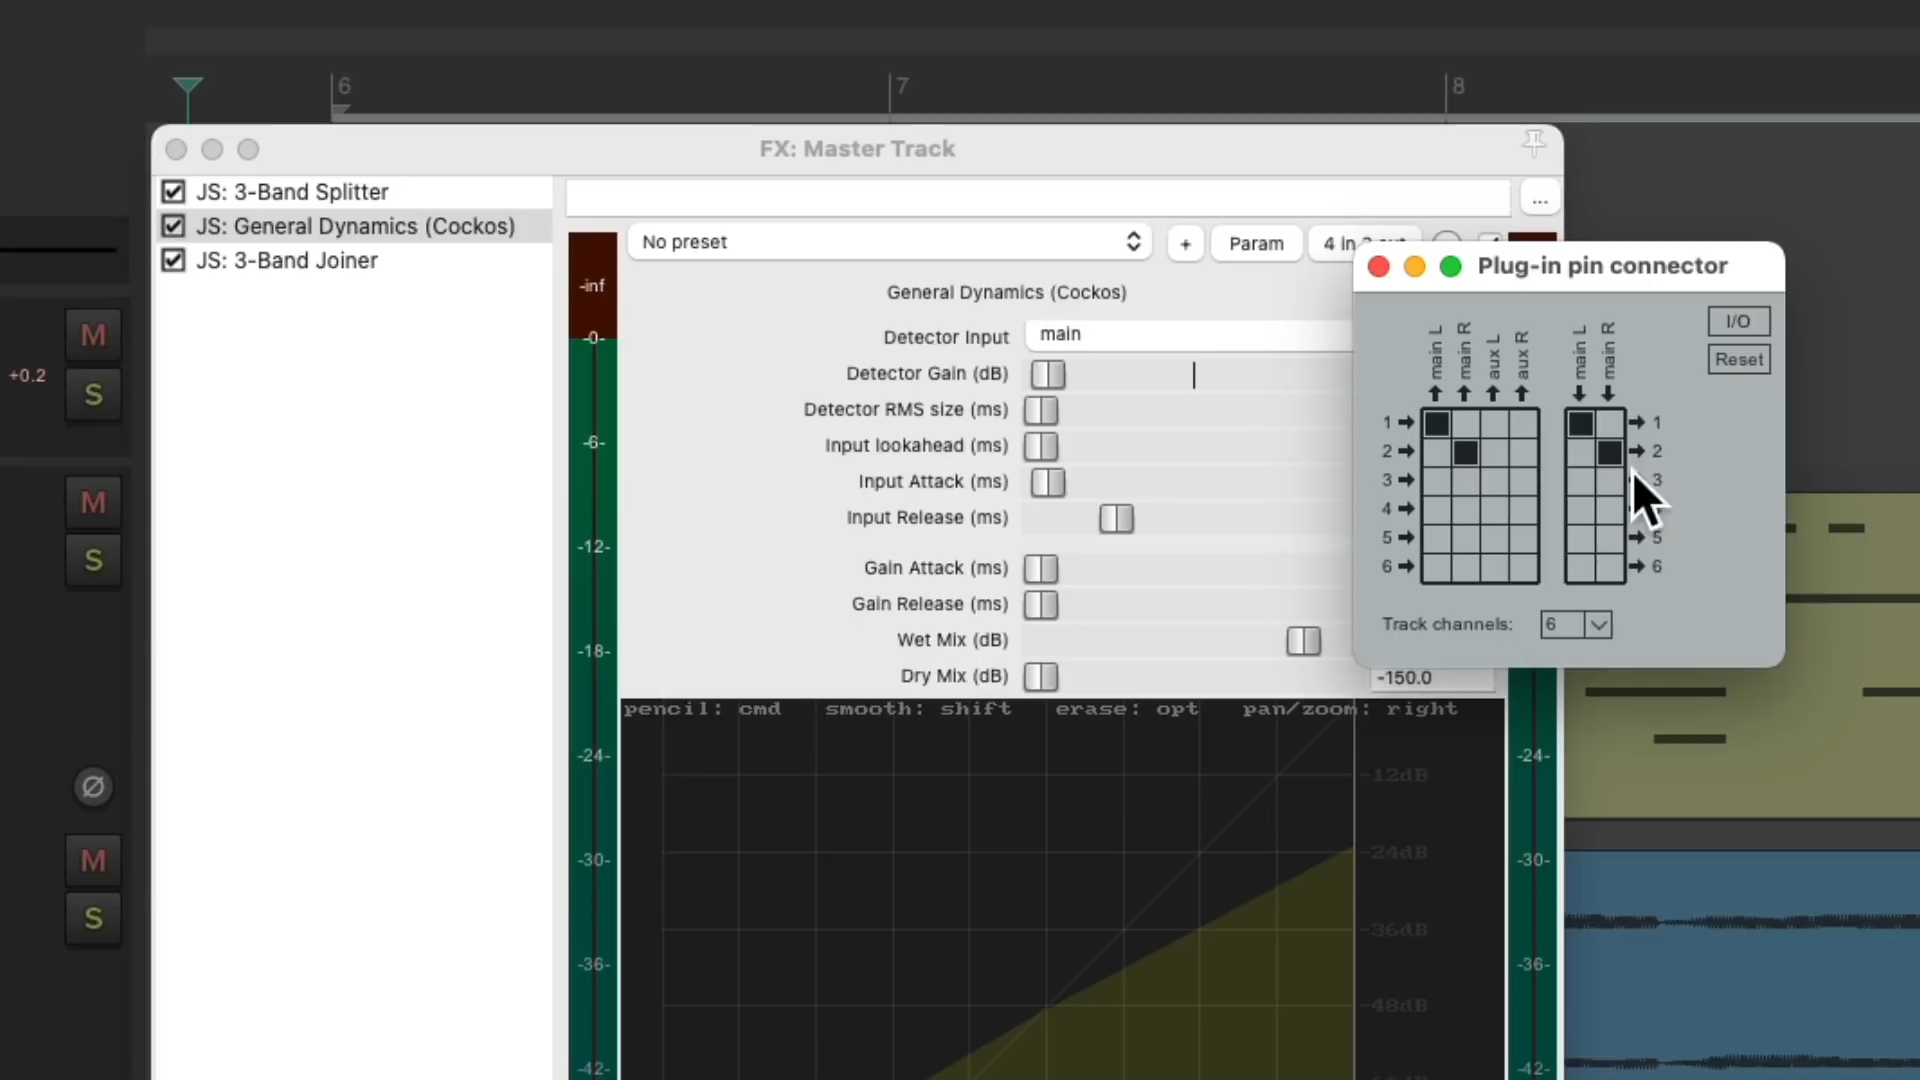 6 7 8
FX: Master Track
JS: 3-Band Splitter
JS: General Dynamics (Cockos)
JS: 3-Band Joiner
...
No preset
+ Param
-inf
-0-
-6-
-12-
-18-
-24-
-30-
-36-
-42-
General Dynamics (Cockos)
Detector Input main
Detector Gain (dB)
Detector RMS size (ms)
Input lookahead (ms)
Input Attack (ms)
Input Release (ms)
Gain Attack (ms)
Gain Release (ms)
Wet Mix (dB)
Dry Mix (dB) -150.0
pencil: cmd smooth: shift erase: opt pan/zoom: right
-12dB
-24dB
-36dB
-48dB
Plug-in pin connector
I/O
Reset
main L main R aux L aux R main L main R
1 1
2 2
3 3
4
5 5
6 6
Track channels: 6
-24-
-30-
-36-
-42-
M
+0.2
S
M
S
Ø
M
S